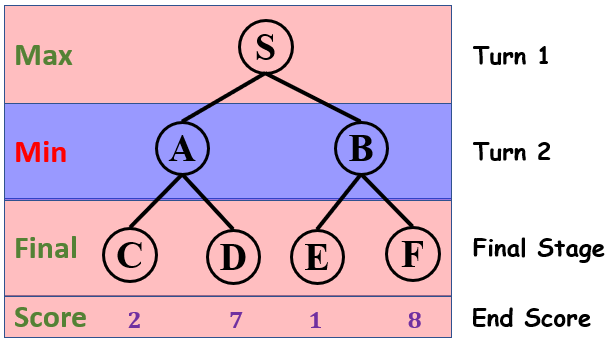 Max S Turn 1
Min A B Turn 2
Final C D E F Final Stage
Score 2 7 1 8 End Score